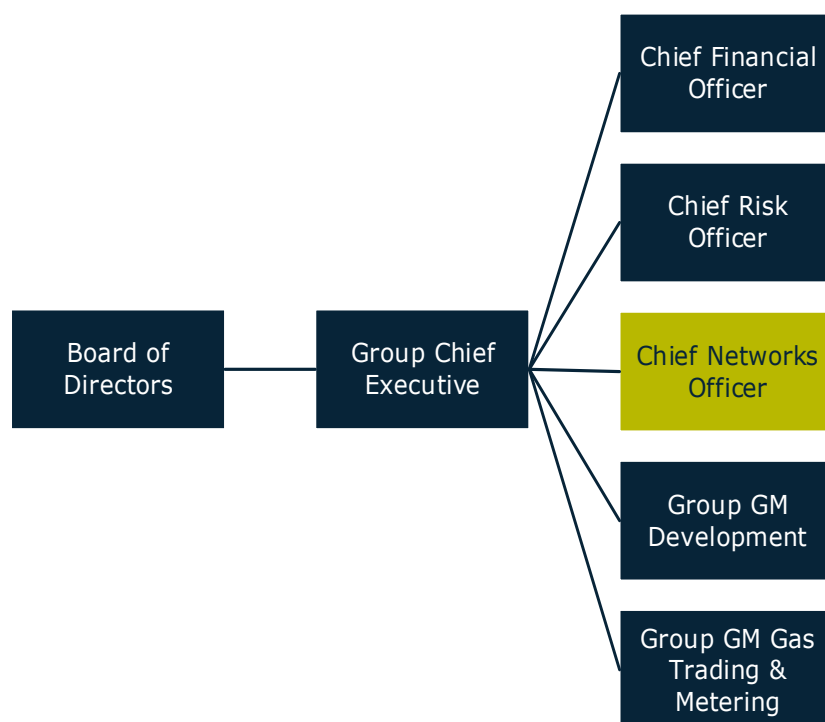 Chief Financial
Officer
Chief Risk
Officer
Board of
Directors
Group Chief
Executive
Chief Networks
Officer
Group GM
Development
Group GM Gas
Trading &
Metering